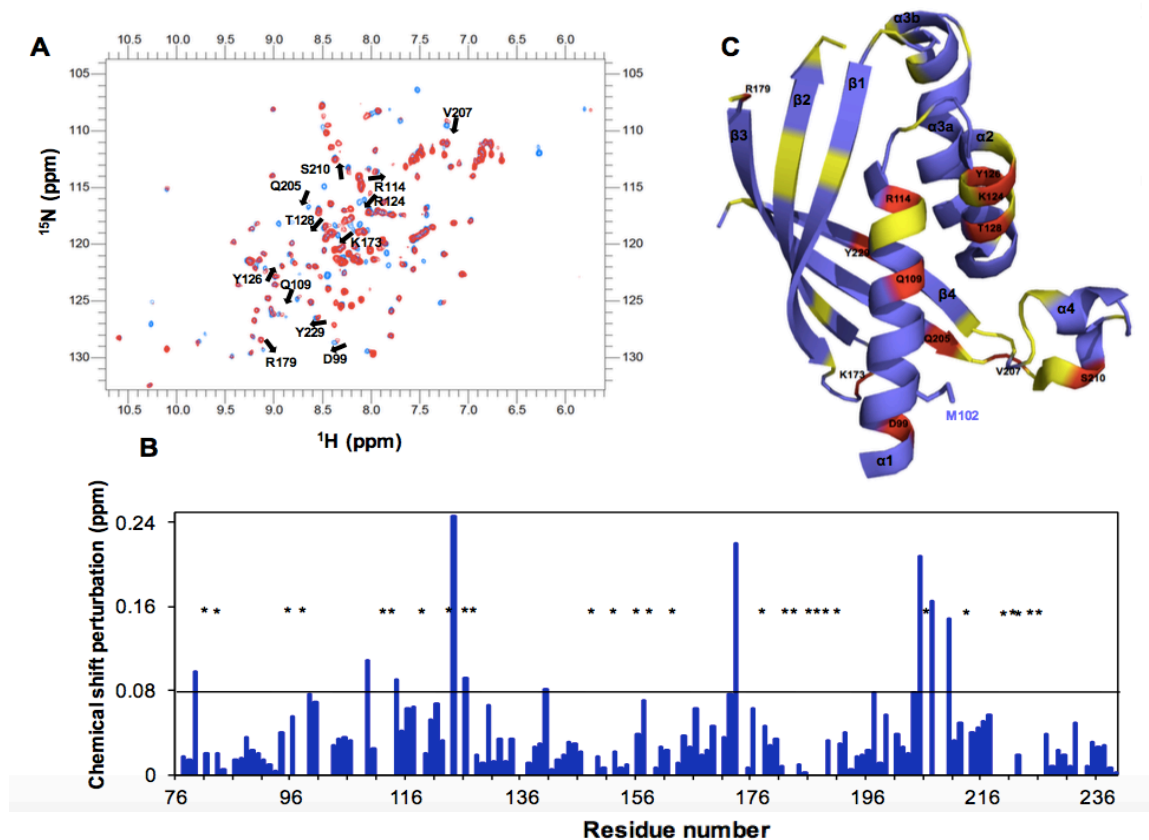 A
10.5 10.0 9.5 9.0 8.5 8.0 7.5 7.0 6.5 6.0
105
110
115
120
125
130
105
110
115
120
130
15N (ppm)
V207
S210
R114
Q205
R124
T128
K173
Y126
Q109
Y229
R179
D99
10.5 10.0 9.5 9.0 8.5 8.0 7.5 7.0 6.5 6.0
1H (ppm)
C
α3b
β1
β2
R179
β3
α3a
α2
Y126
K124
R114
T128
Y229
Q109
β4
α4
Q205
K173
V207
S210
M102
D99
α1
B
Chemical shift perturbation (ppm)
0.24
0.16
* * * * * * * * * * * * * * * * * * * * * * * * * * * * *
0.08
0
76 96 116 136 156 176 196 216 236
Residue number